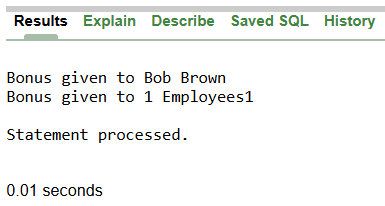 Results Explain Describe Saved SQL History
Bonus given to Bob Brown
Bonus given to 1 Employees1
Statement processed.
0.01 seconds